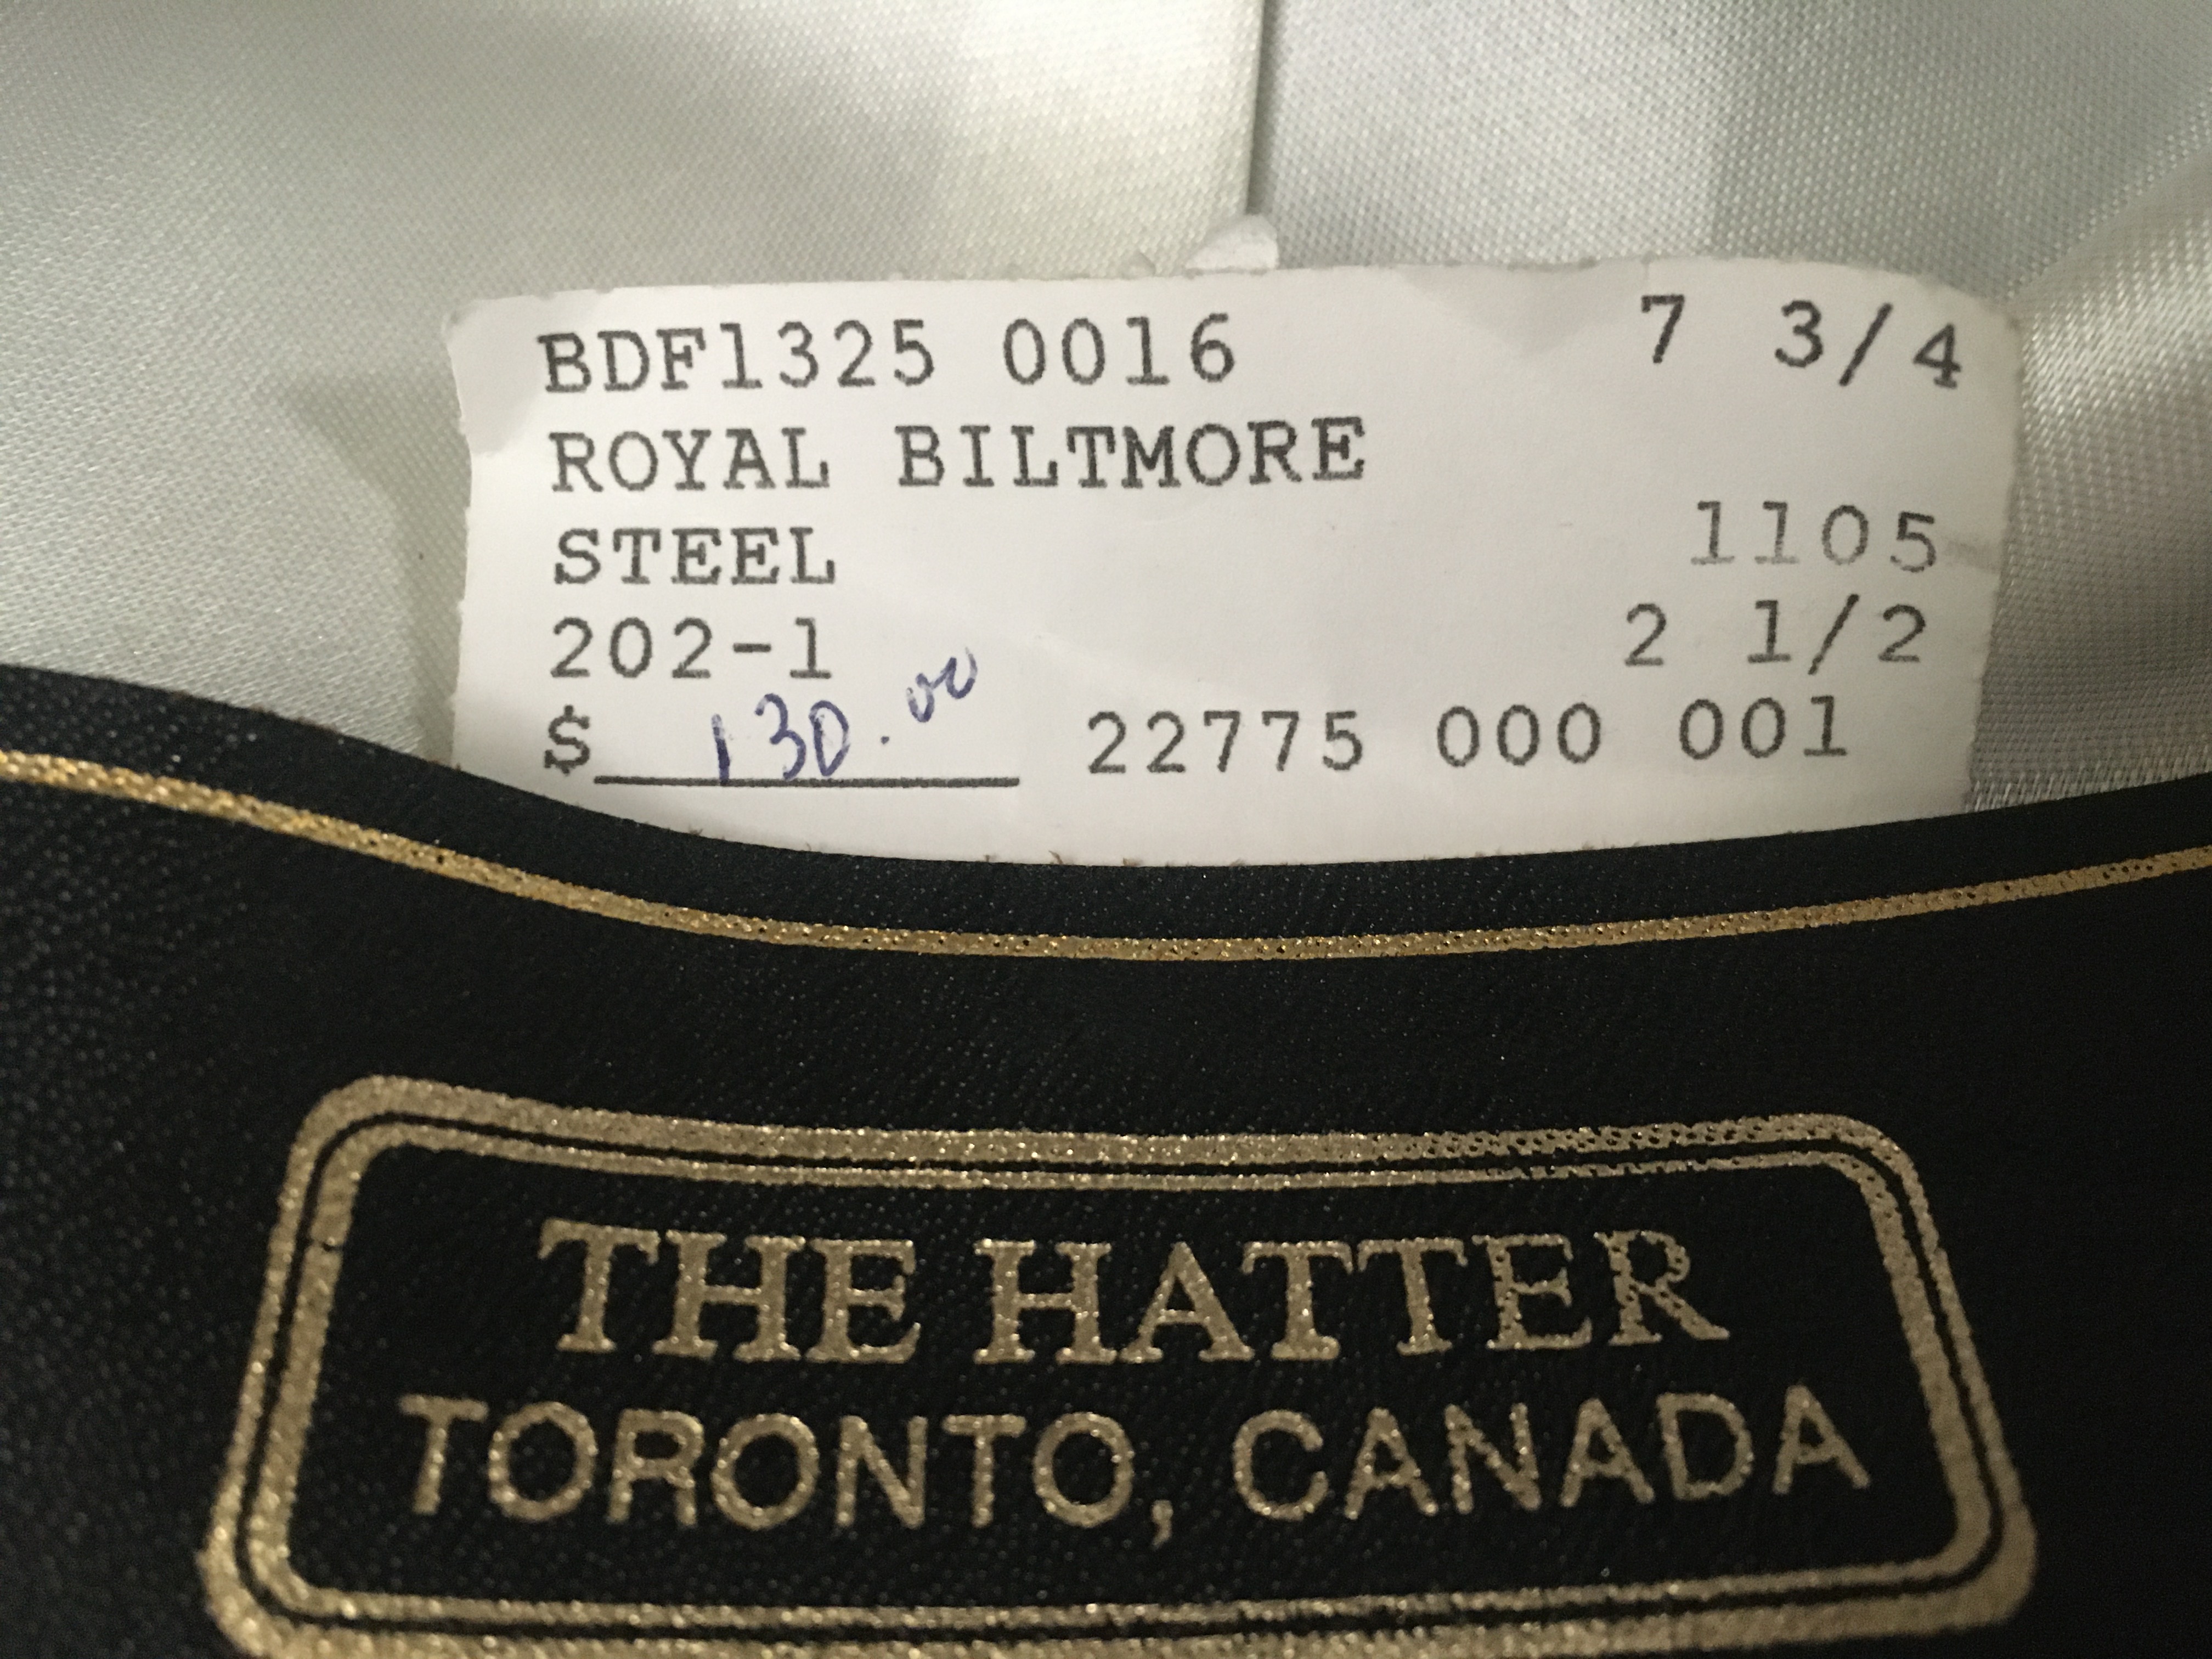 BDF1325 0016 7 3/4
ROYAL BILTMORE
STEEL 1105
202-1 2 1/2
$ 130.00 22775 000 001
THE HATTER
TORONTO, CANADA